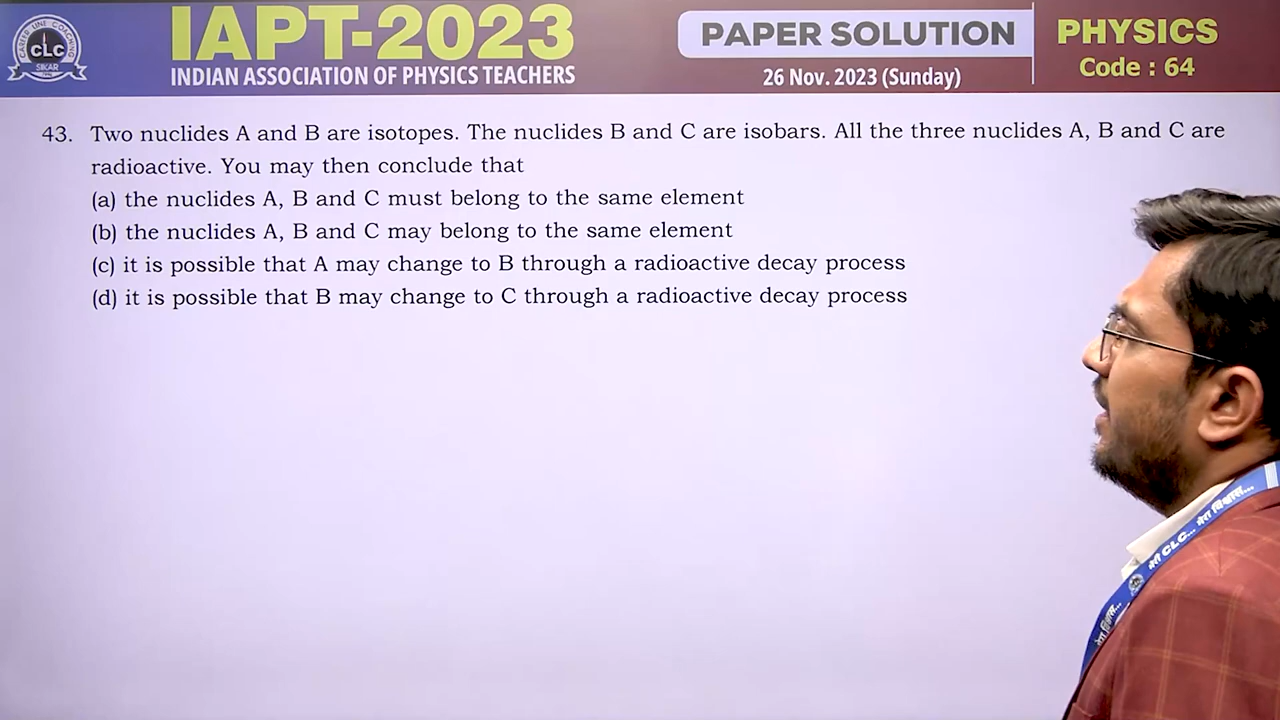 CAREER LINE COACHING
CLC
SIKAR
IAPT-2023
INDIAN ASSOCIATION OF PHYSICS TEACHERS
PAPER SOLUTION
26 Nov. 2023 (Sunday)
PHYSICS
Code : 64
43. Two nuclides A and B are isotopes. The nuclides B and C are isobars. All the three nuclides A, B and C are
radioactive. You may then conclude that
(a) the nuclides A, B and C must belong to the same element
(b) the nuclides A, B and C may belong to the same element
(c) it is possible that A may change to B through a radioactive decay process
(d) it is possible that B may change to C through a radioactive decay process
मेरा विश्वास...
मेरा CLC...